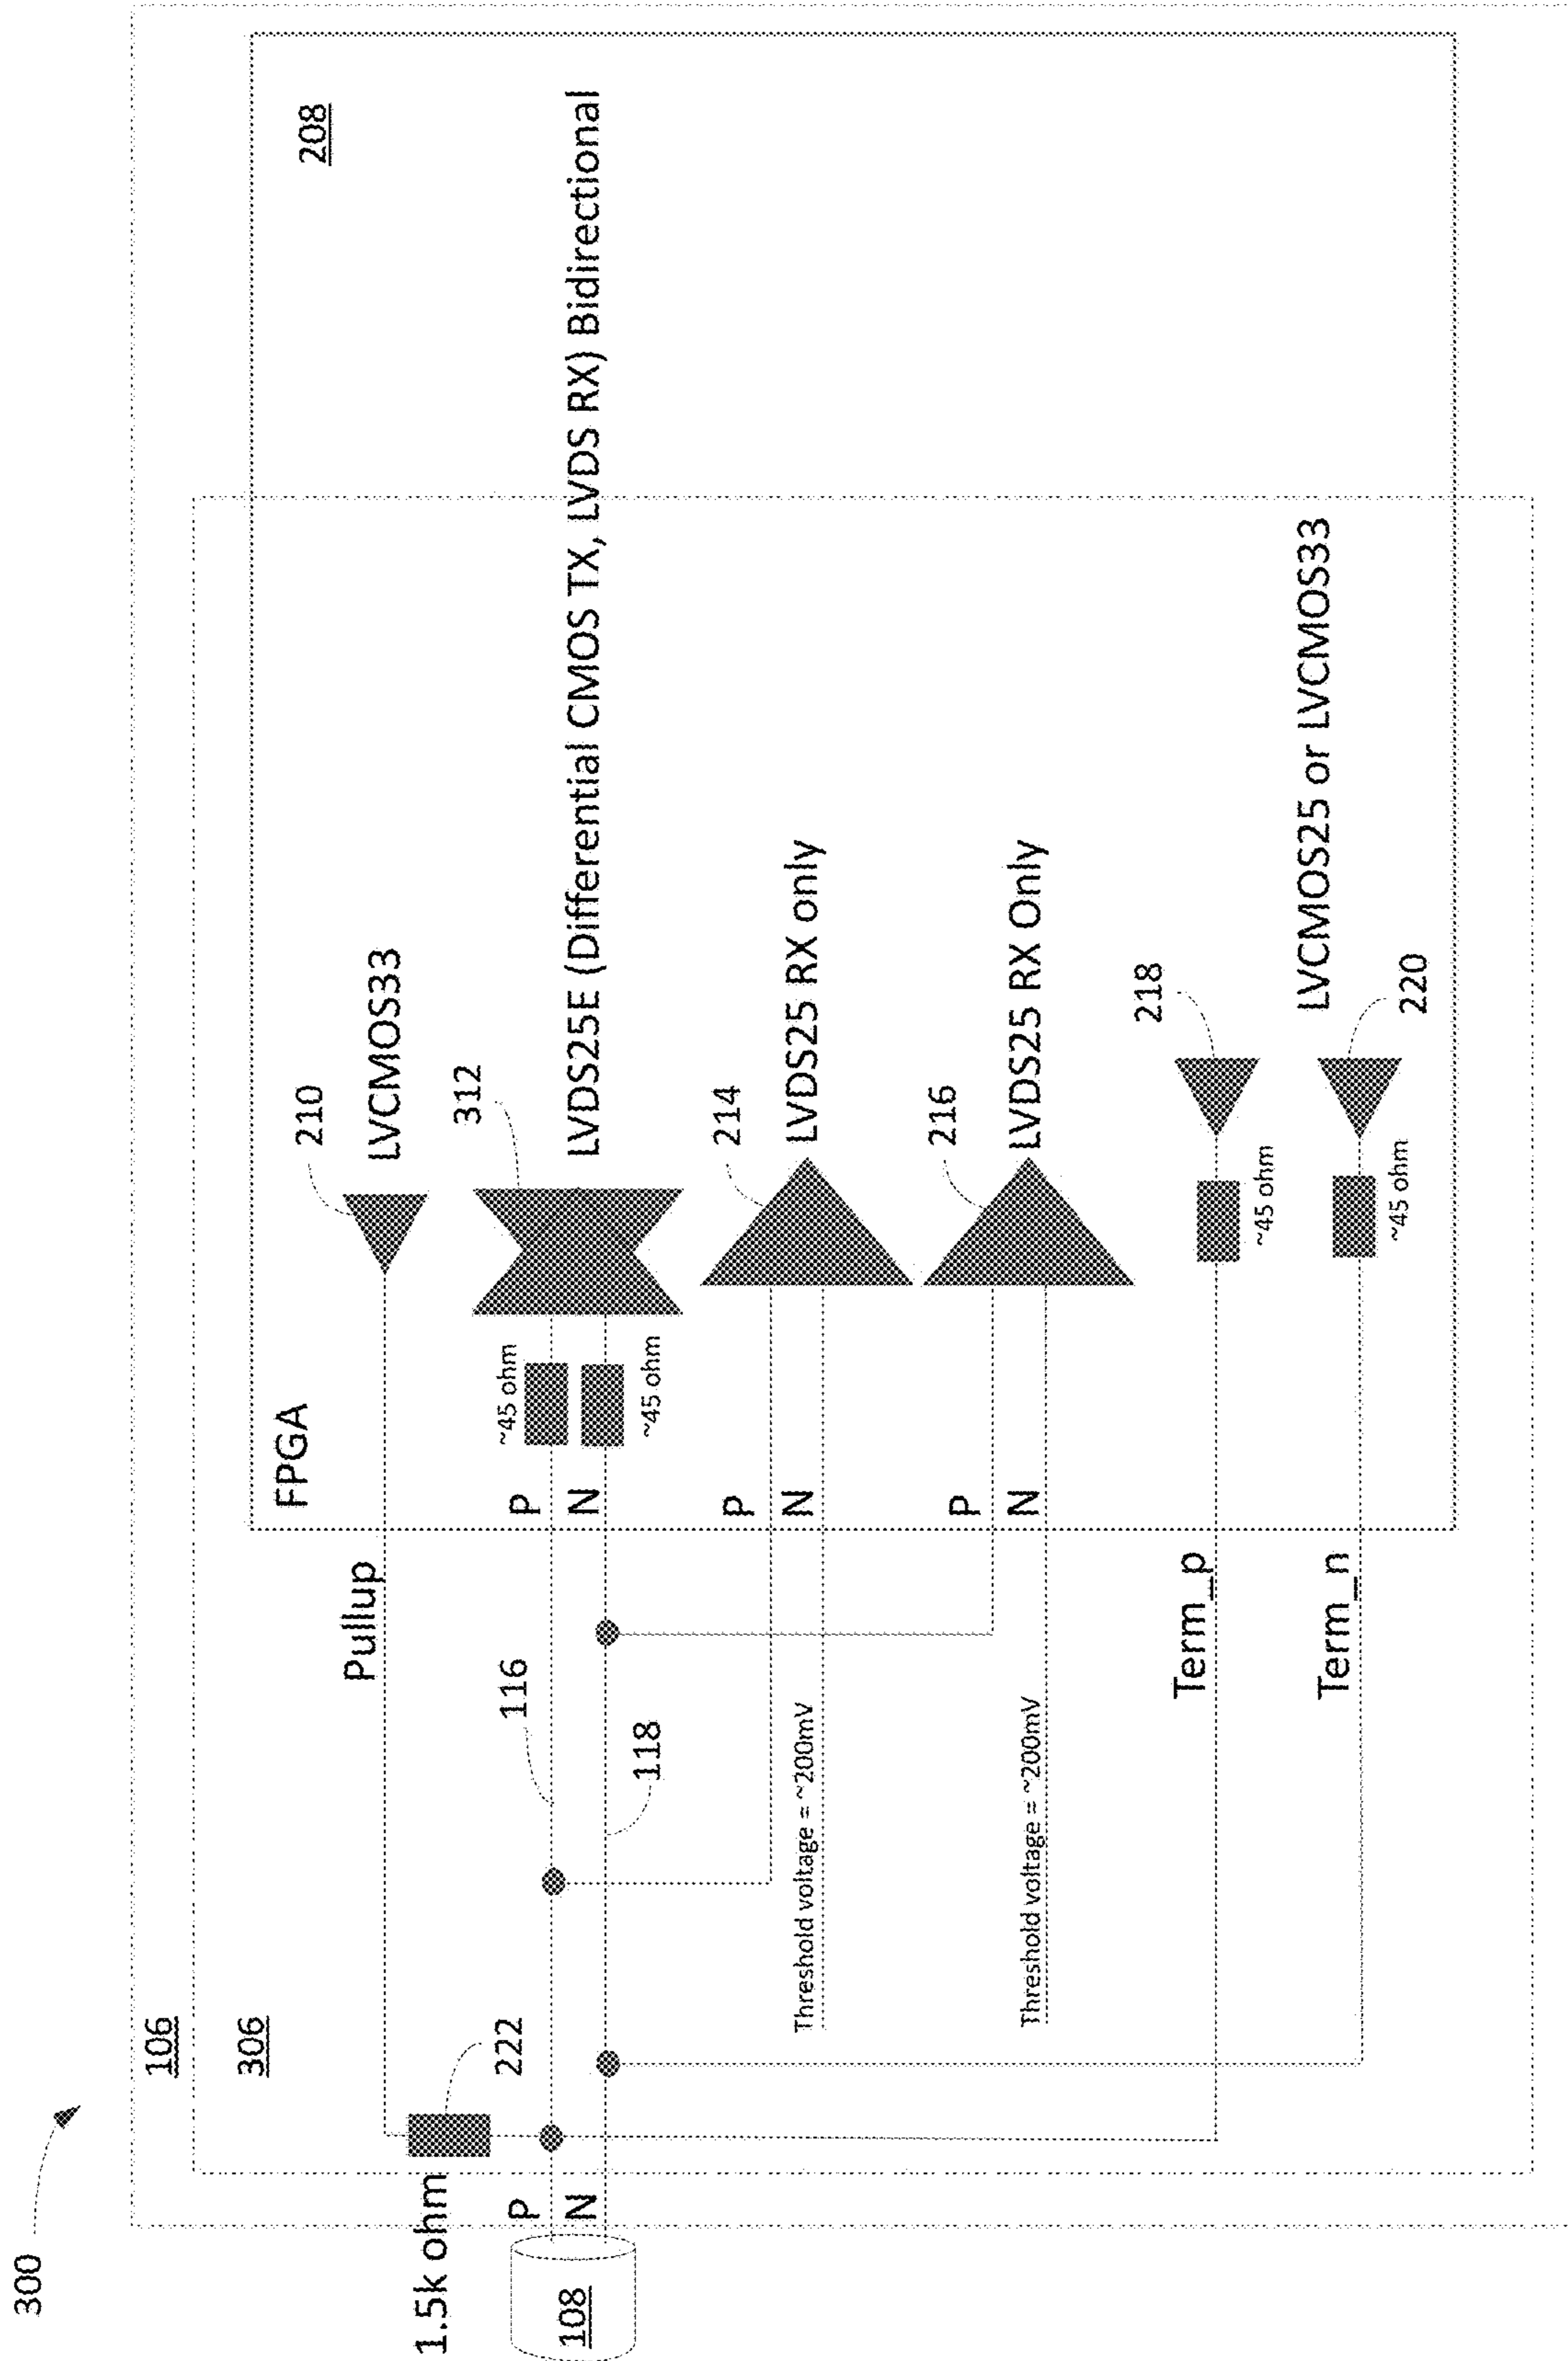 300
106
306
208
FPGA
Pullup
210
LVCMOS33
1.5k ohm
222
108
P
N
116
118
P
N
~45 ohm
~45 ohm
312
LVDS25E (Differential CMOS TX, LVDS RX) Bidirectional
P
N
Threshold voltage = ~200mV
214
LVDS25 RX only
P
N
Threshold voltage = ~200mV
216
LVDS25 RX Only
Term_p
~45 ohm
218
LVCMOS25 or LVCMOS33
Term_n
~45 ohm
220